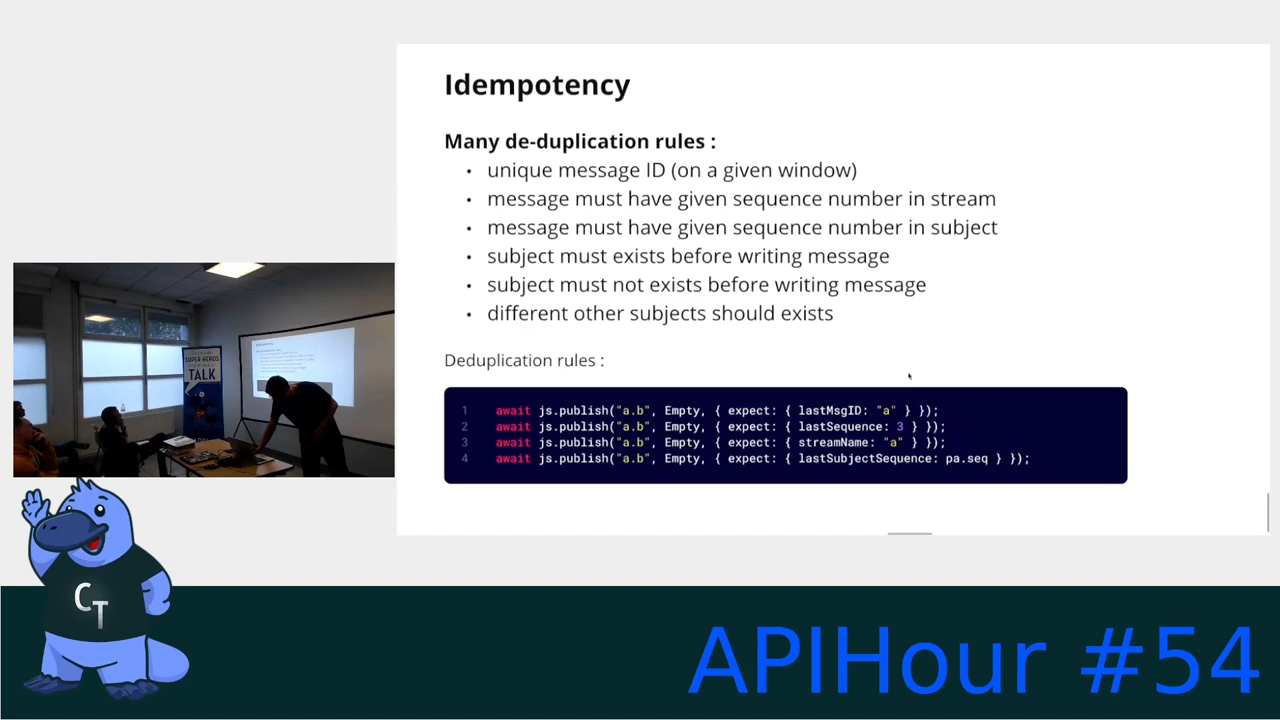 Idempotency
Many de-duplication rules :
• unique message ID (on a given window)
• message must have given sequence number in stream
• message must have given sequence number in subject
• subject must exists before writing message
• subject must not exists before writing message
• different other subjects should exists
Deduplication rules :
1 await js.publish("a.b", Empty, { expect: { lastMsgID: "a" } });
2 await js.publish("a.b", Empty, { expect: { lastSequence: 3 } });
3 await js.publish("a.b", Empty, { expect: { streamName: "a" } });
4 await js.publish("a.b", Empty, { expect: { lastSubjectSequence: pa.seq } });
SUPER HEROS
TALK
CT
APIHour #54